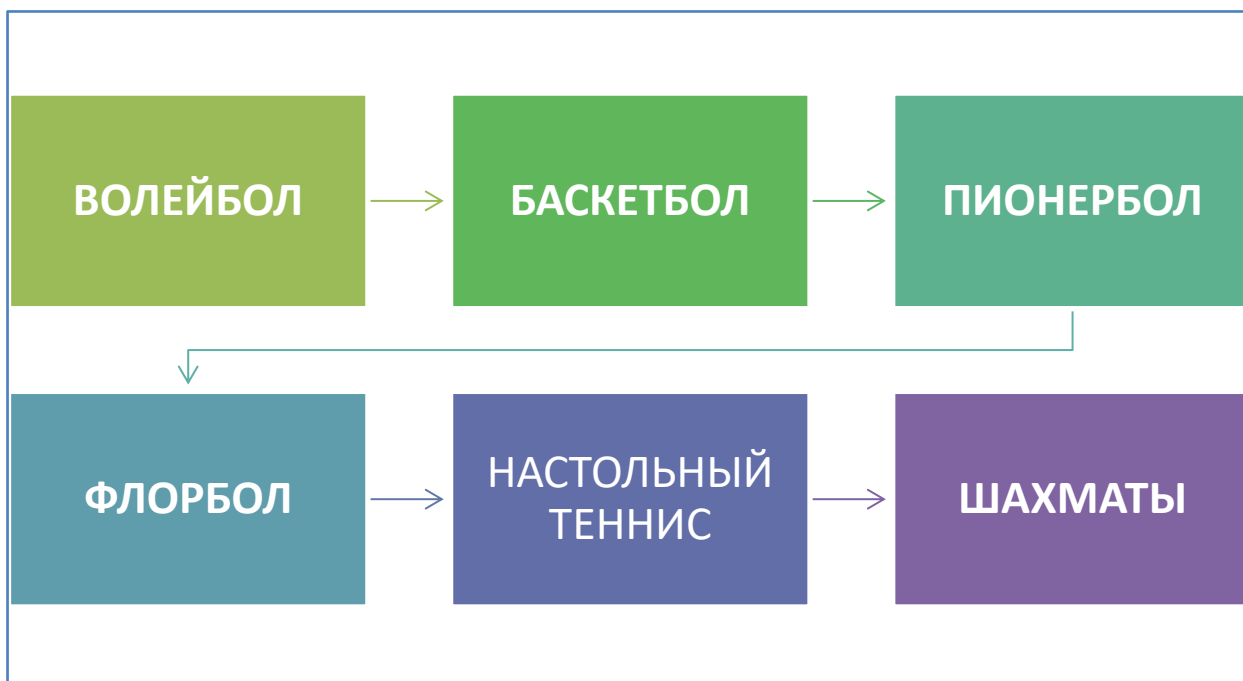 ВОЛЕЙБОЛ
БАСКЕТБОЛ
ПИОНЕРБОЛ
ФЛОРБОЛ
НАСТОЛЬНЫЙ
ТЕННИС
ШАХМАТЫ